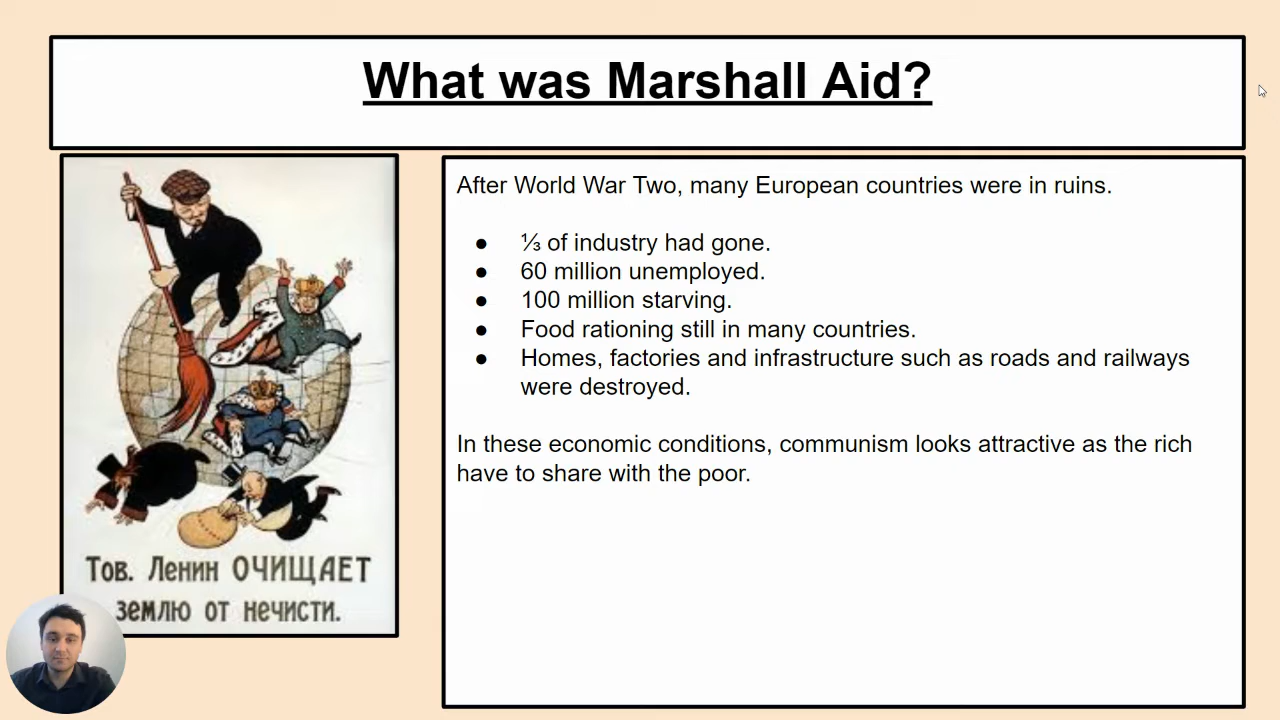 What was Marshall Aid?
Тов. Ленин ОЧИЩАЕТ
землю от нечисти.
After World War Two, many European countries were in ruins.
● ⅓ of industry had gone.
● 60 million unemployed.
● 100 million starving.
● Food rationing still in many countries.
● Homes, factories and infrastructure such as roads and railways
were destroyed.
In these economic conditions, communism looks attractive as the rich
have to share with the poor.